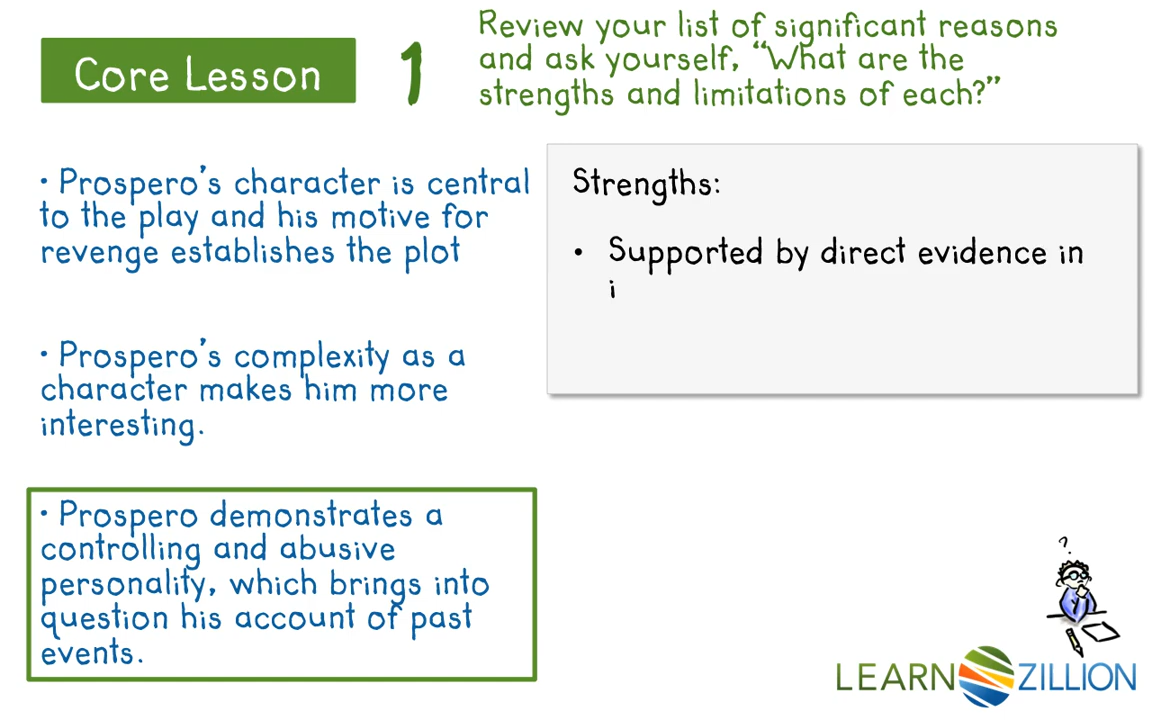 Core Lesson
1
Review your list of significant reasons
and ask yourself, “What are the
strengths and limitations of each?”
• Prospero’s character is central
to the play and his motive for
revenge establishes the plot
• Prospero’s complexity as a
character makes him more
interesting.
• Prospero demonstrates a
controlling and abusive
personality, which brings into
question his account of past
events.
Strengths:
• Supported by direct evidence in
i
?
LEARN ZILLION